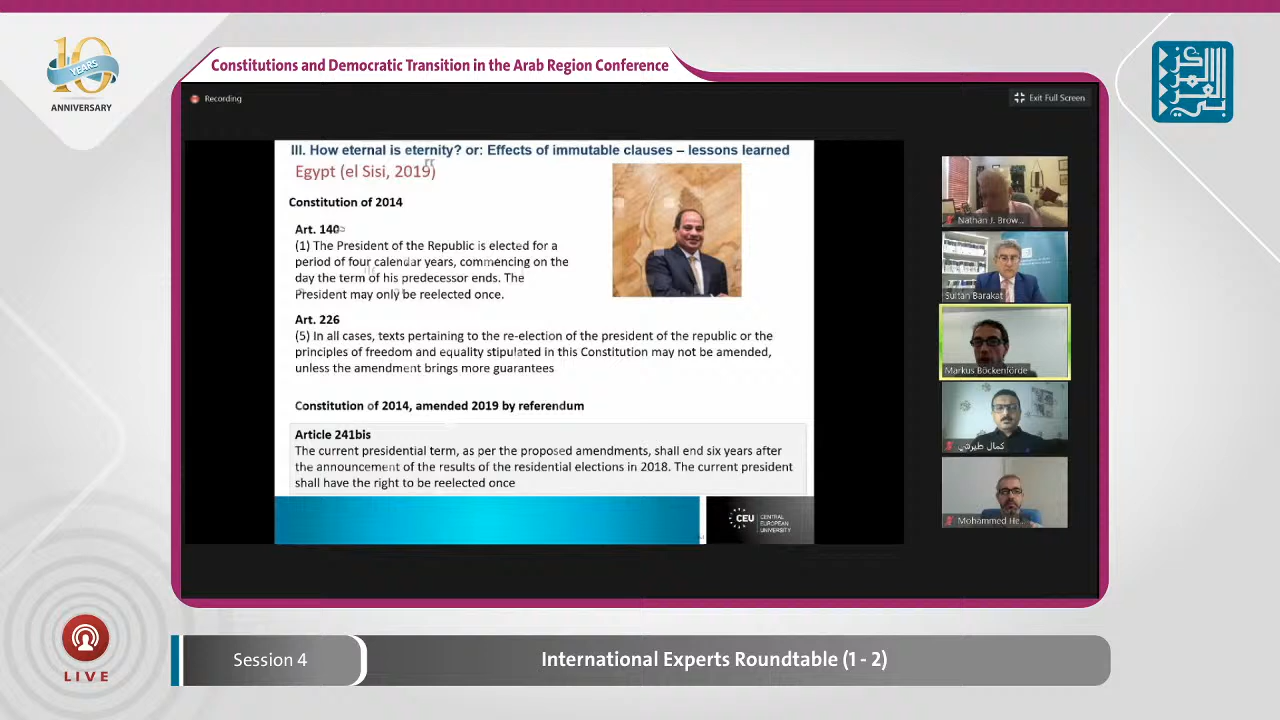 10
YEARS
ANNIVERSARY
Constitutions and Democratic Transition in the Arab Region Conference
المركز العربي
Recording
Exit Full Screen
III. How eternal is eternity? or: Effects of immutable clauses – lessons learned
Egypt (el Sisi, 2019)
Constitution of 2014
Art. 140
(1) The President of the Republic is elected for a
period of four calendar years, commencing on the
day the term of his predecessor ends. The
President may only be reelected once.
Art. 226
(5) In all cases, texts pertaining to the re-election of the president of the republic or the
principles of freedom and equality stipulated in this Constitution may not be amended,
unless the amendment brings more guarantees
Constitution of 2014, amended 2019 by referendum
Article 241bis
The current presidential term, as per the proposed amendments, shall end six years after
the announcement of the results of the residential elections in 2018. The current president
shall have the right to be reelected once
CEU
CENTRAL
EUROPEAN
UNIVERSITY
Nathan J. Brow...
Sultan Barakat
Markus Böckenförde
كمال طيرشي
Mohammed He...
LIVE
Session 4
International Experts Roundtable (1 - 2)